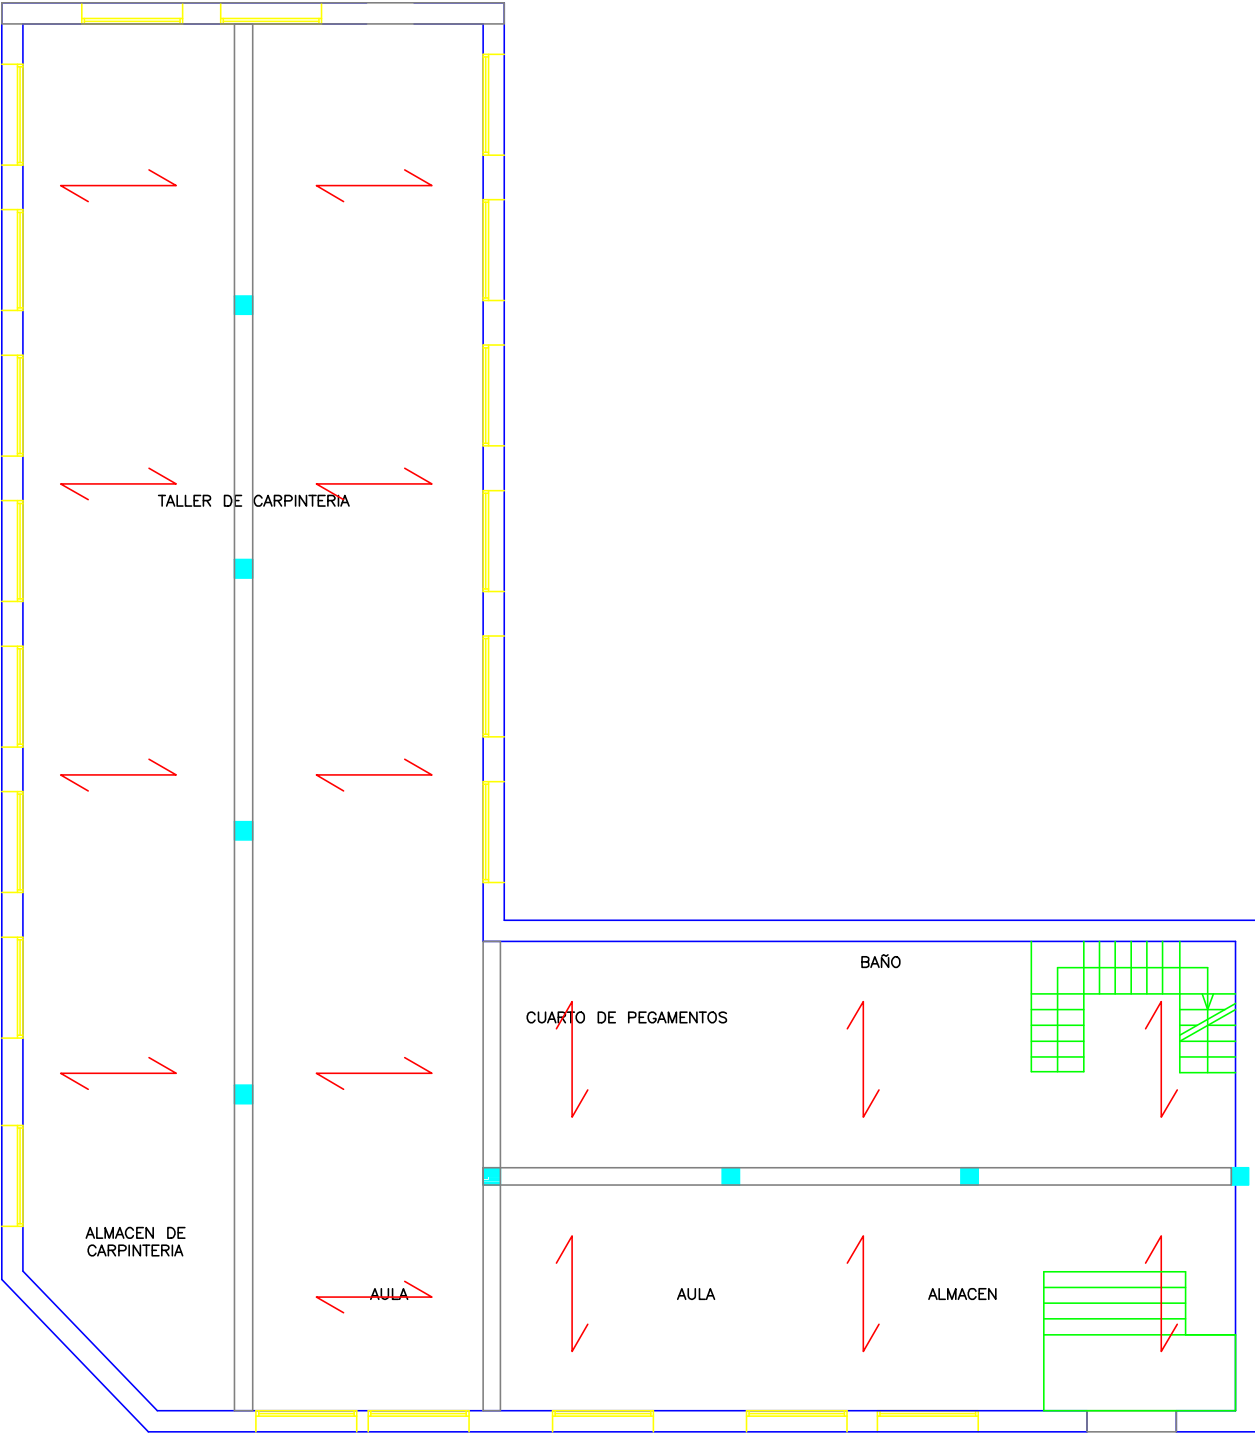 TALLER DE CARPINTERIA
BAÑO
CUARTO DE PEGAMENTOS
ALMACEN DE
CARPINTERIA
AULA
AULA
ALMACEN